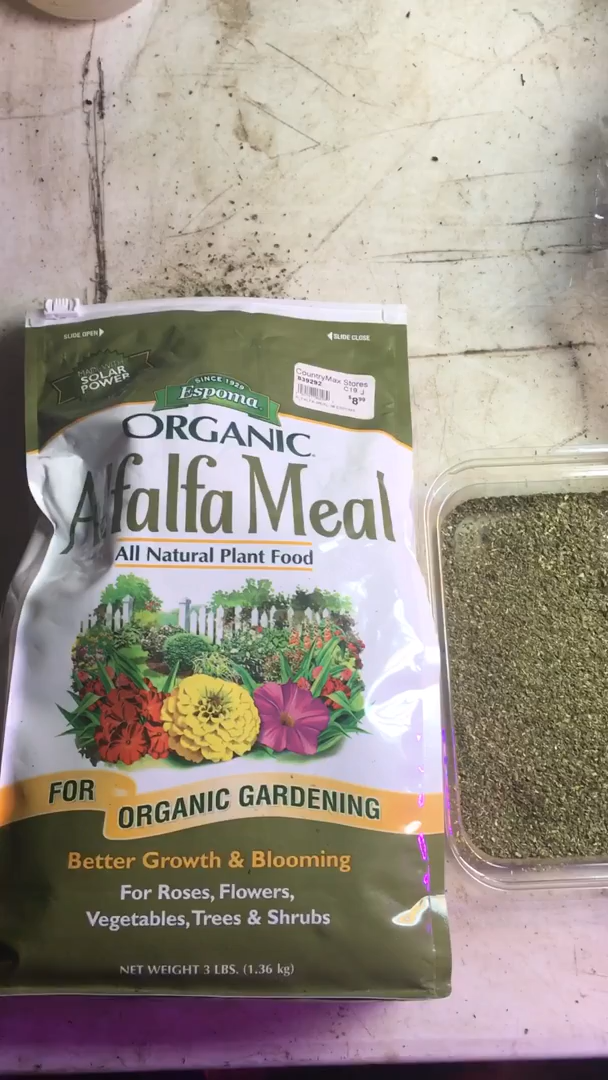 SLIDE OPEN
SLIDE CLOSE
MADE WITH
SOLAR
POWER
CountryMax Stores
839292 C19 J
$8.99
SINCE 1929
Espoma
ORGANIC
Alfalfa Meal
All Natural Plant Food
FOR
ORGANIC GARDENING
Better Growth & Blooming
For Roses, Flowers,
Vegetables, Trees & Shrubs
NET WEIGHT 3 LBS. (1.36 kg)